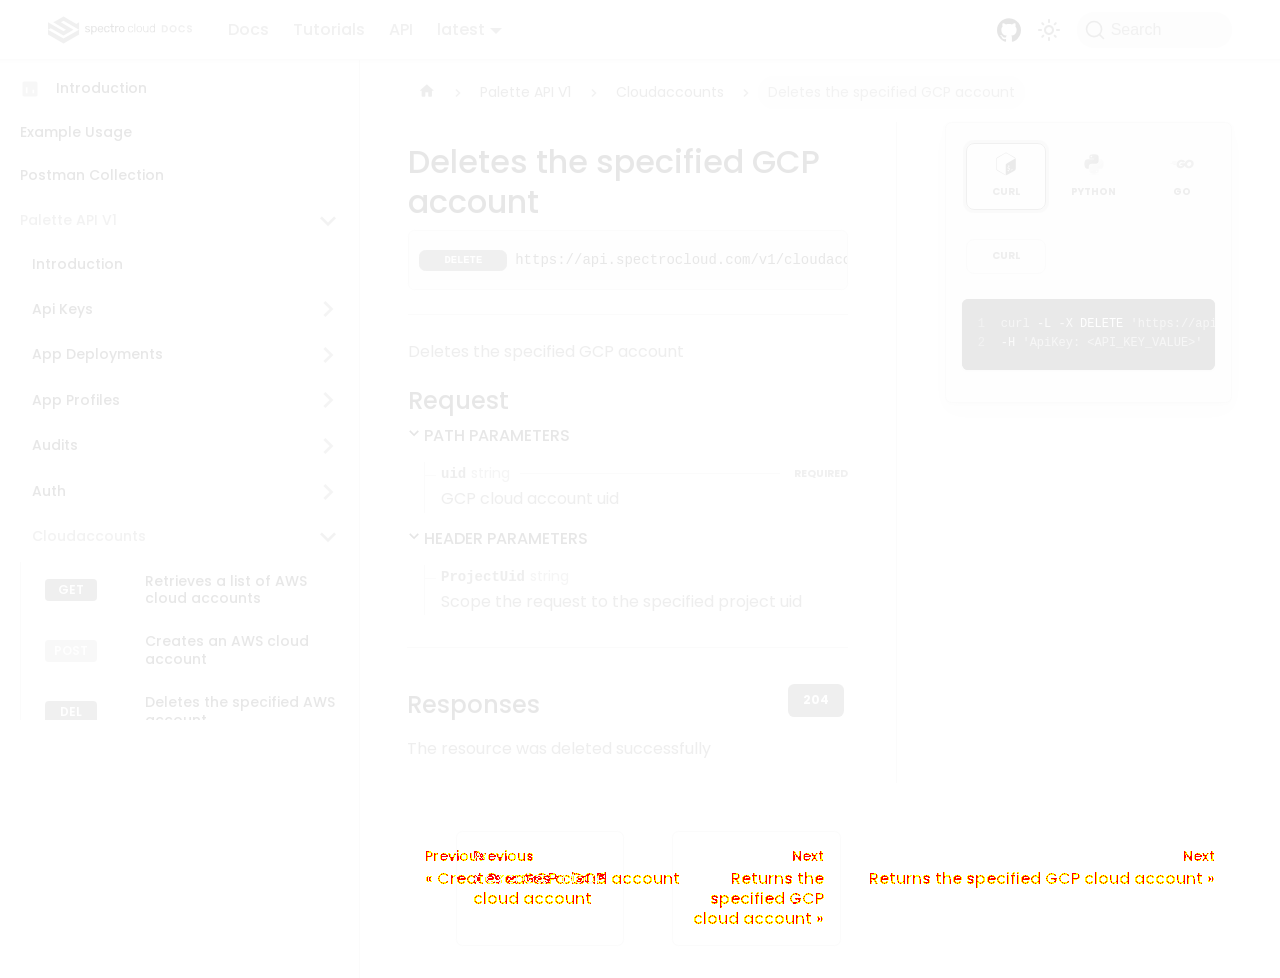 spectro cloud DOCS
Docs
Tutorials
API
latest
Search
Introduction
Example Usage
Postman Collection
Palette API V1
Introduction
Api Keys
App Deployments
App Profiles
Audits
Auth
Cloudaccounts
GET
Retrieves a list of AWS
cloud accounts
POST
Creates an AWS cloud
account
DEL
Deletes the specified AWS
account
Palette API V1
Cloudaccounts
Deletes the specified GCP account
Deletes the specified GCP
account
DELETE https://api.spectrocloud.com/v1/cloudacc
Deletes the specified GCP account
Request
PATH PARAMETERS
uid string REQUIRED
GCP cloud account uid
HEADER PARAMETERS
ProjectUid string
Scope the request to the specified project uid
Responses
204
The resource was deleted successfully
CURL
PYTHON
GO
CURL
1 curl -L -X DELETE 'https://api
2 -H 'ApiKey: <API_KEY_VALUE>'
Previous
Previous
cloud account
Next
Returns the
specified GCP
cloud account »
Next
Returns the specified GCP cloud account »